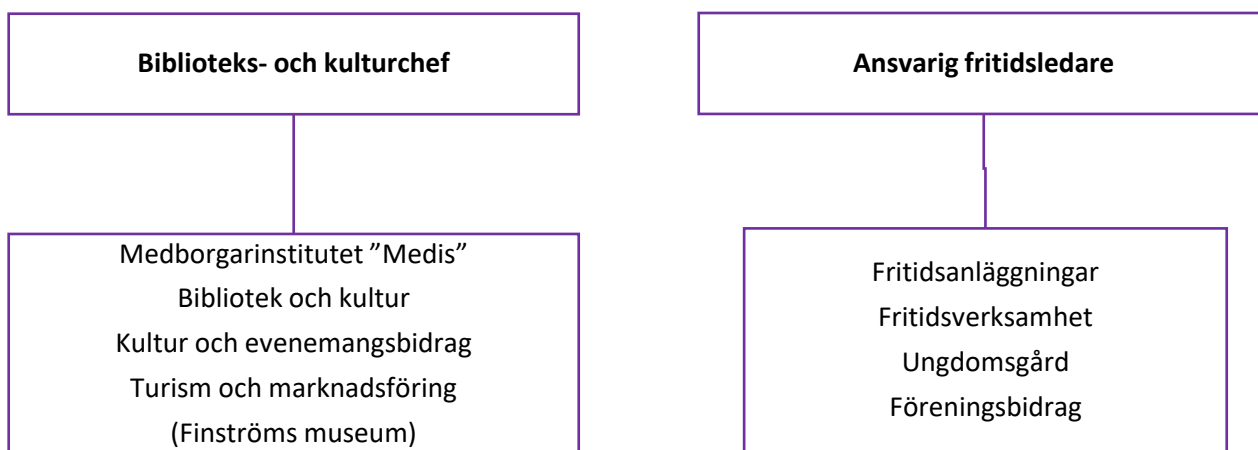 Biblioteks- och kulturchef
Ansvarig fritidsledare
Medborgarinstitutet ”Medis”
Bibliotek och kultur
Kultur och evenemangsbidrag
Turism och marknadsföring
(Finströms museum)
Fritidsanläggningar
Fritidsverksamhet
Ungdomsgård
Föreningsbidrag